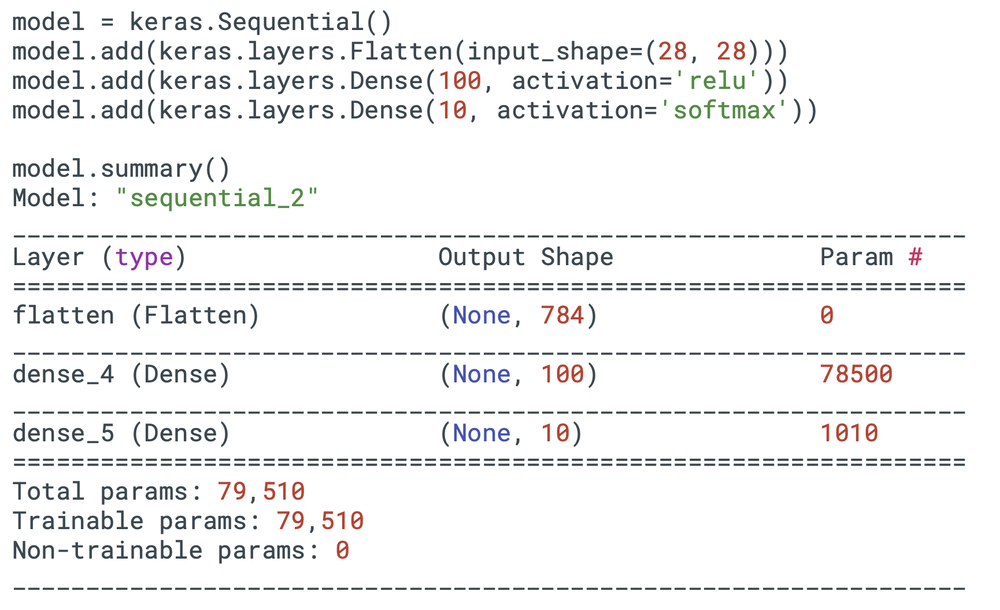 model = keras.Sequential()
model.add(keras.layers.Flatten(input_shape=(28, 28)))
model.add(keras.layers.Dense(100, activation='relu'))
model.add(keras.layers.Dense(10, activation='softmax'))

model.summary()
Model: "sequential_2"
_________________________________________________________________
Layer (type)                 Output Shape              Param #
=================================================================
flatten (Flatten)            (None, 784)               0
_________________________________________________________________
dense_4 (Dense)              (None, 100)               78500
_________________________________________________________________
dense_5 (Dense)              (None, 10)                1010
=================================================================
Total params: 79,510
Trainable params: 79,510
Non-trainable params: 0
_________________________________________________________________